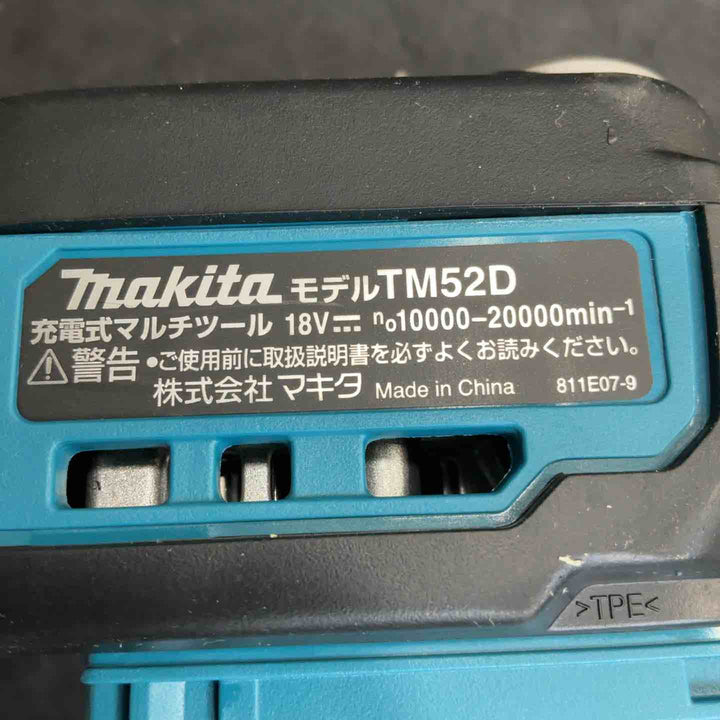 makita モデルTM52D
充電式マルチツール 18V⎓ n₀10000-20000min⁻¹
⚠警告 •ご使用前に取扱説明書を必ずよくお読みください。
株式会社 マキタ Made in China 811E07-9
>TPE<